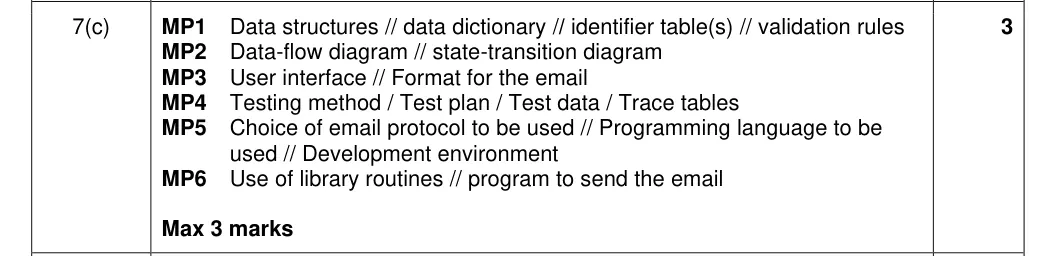 7(c) MP1 Data structures // data dictionary // identifier table(s) // validation rules 3
MP2 Data-flow diagram // state-transition diagram
MP3 User interface // Format for the email
MP4 Testing method / Test plan / Test data / Trace tables
MP5 Choice of email protocol to be used // Programming language to be
used // Development environment
MP6 Use of library routines // program to send the email
Max 3 marks